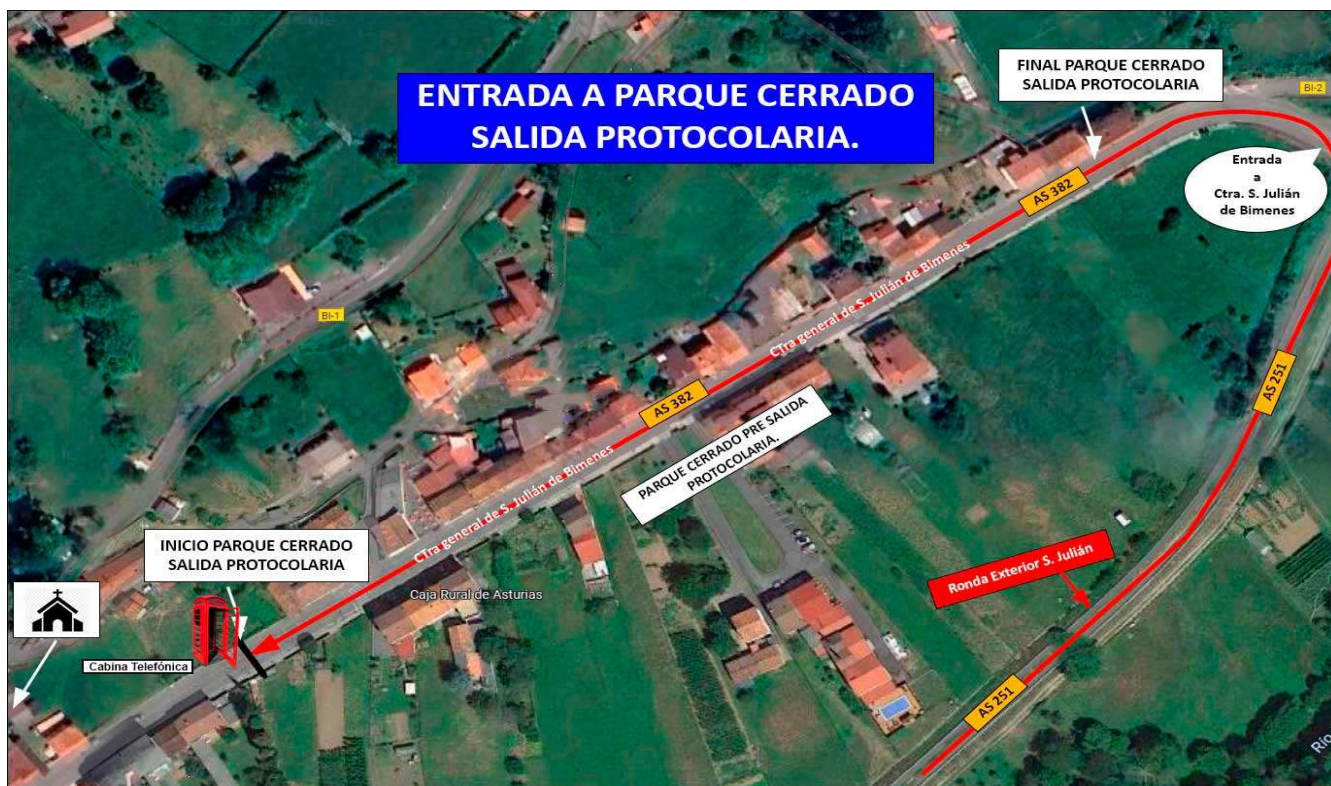 ENTRADA A PARQUE CERRADO
SALIDA PROTOCOLARIA.
FINAL PARQUE CERRADO
SALIDA PROTOCOLARIA
BI-2
Entrada
a
Ctra. S. Julián
de Bimenes
AS 382
CTra general de S. Julián de Bimenes
BI-1
AS 251
AS 382
PARQUE CERRADO PRE SALIDA
PROTOCOLARIA.
CTra general de S. Julián de Bimenes
INICIO PARQUE CERRADO
SALIDA PROTOCOLARIA
Ronda Exterior S. Julián
Caja Rural de Asturias
Cabina Telefónica
AS 251
Río